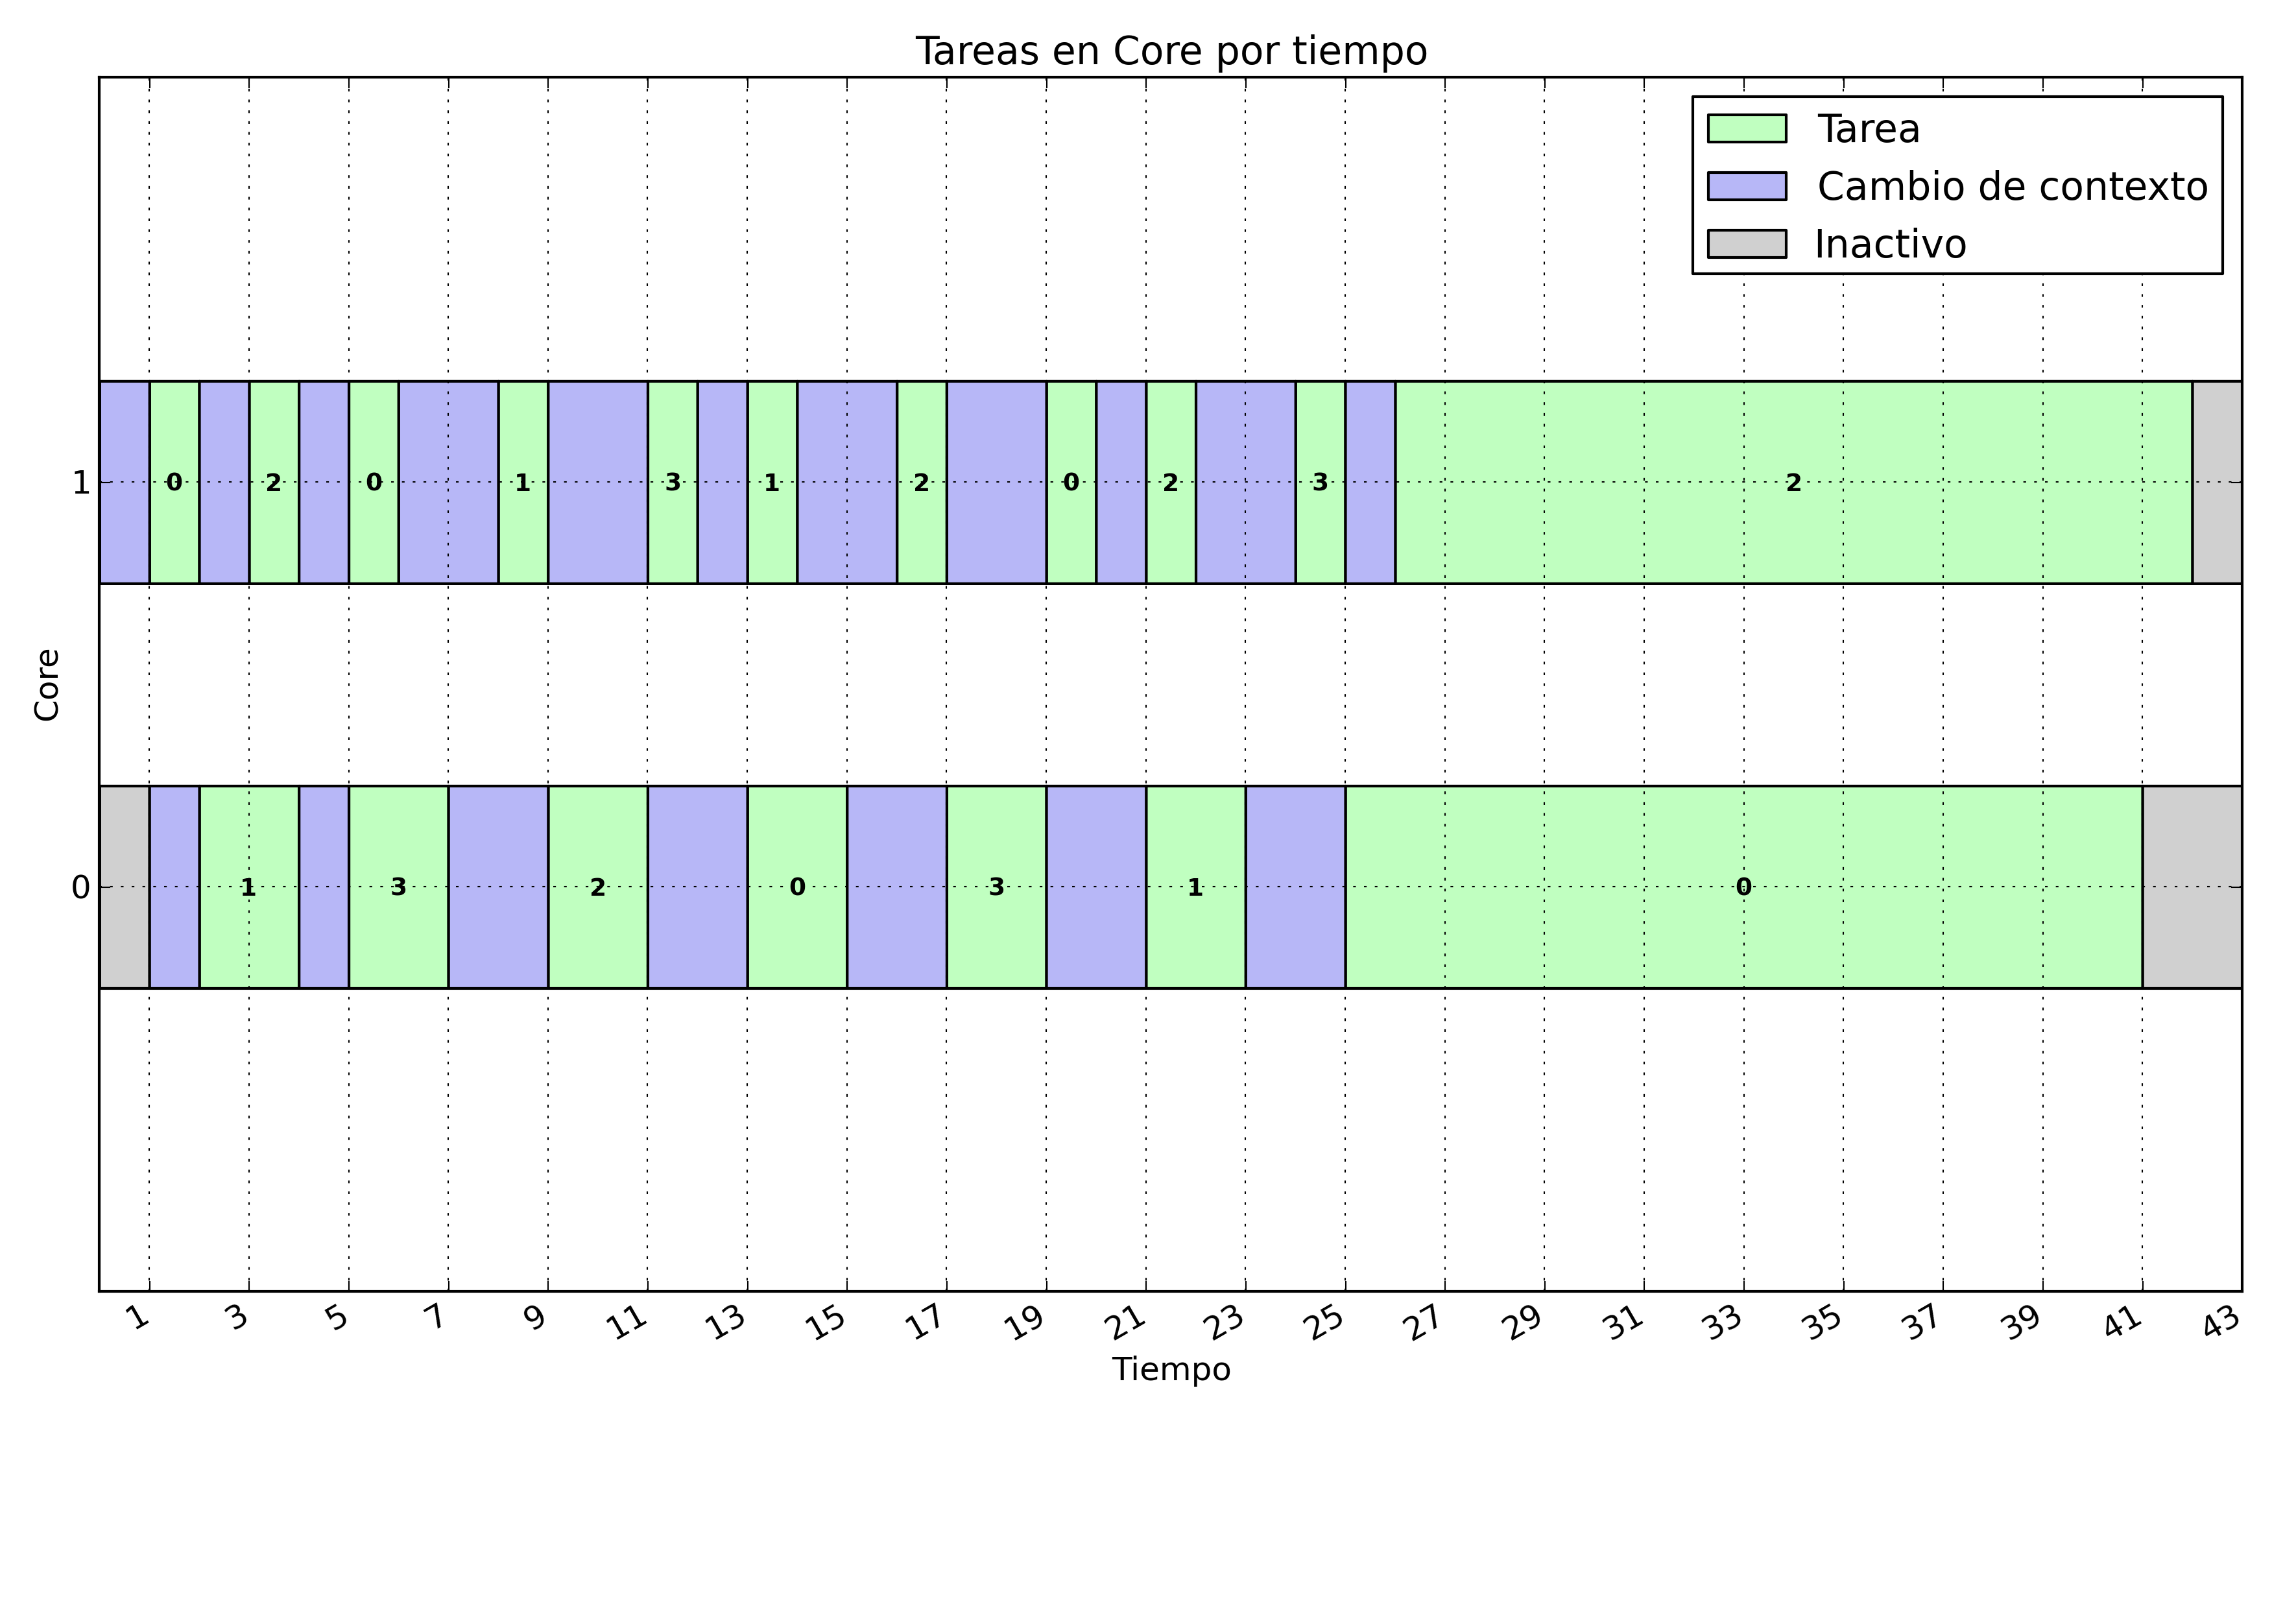 Tareas en Core por tiempo
Tarea
Cambio de contexto
Inactivo
1
0 2 0 1 3 1 2 0 2 3 2
Core
0
1 3 2 0 3 1 0
1 3 5 7 9 11 13 15 17 19 21 23 25 27 29 31 33 35 37 39 41 43
Tiempo